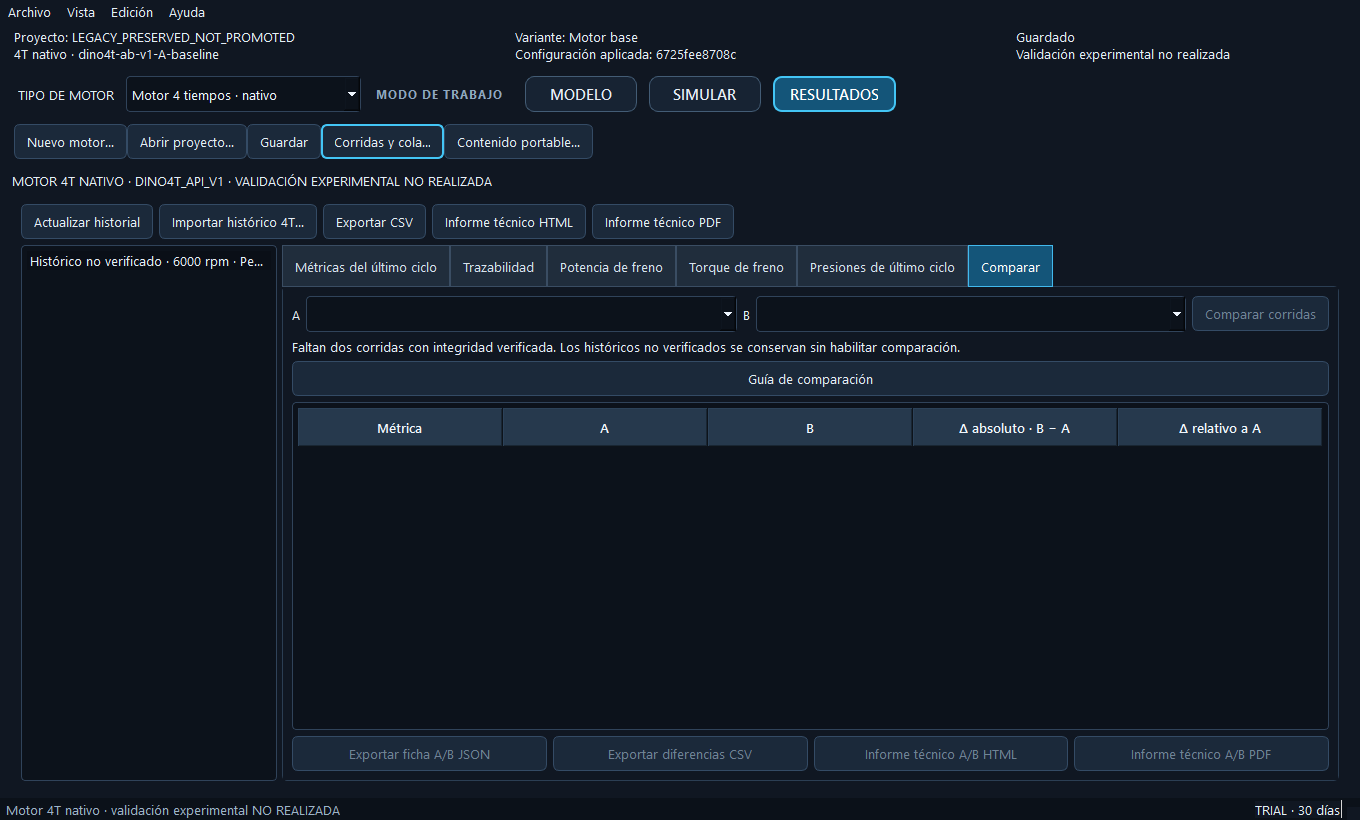 Archivo Vista Edición Ayuda
Proyecto: LEGACY_PRESERVED_NOT_PROMOTED
4T nativo · dino4t-ab-v1-A-baseline
Variante: Motor base
Configuración aplicada: 6725fee8708c
Guardado
Validación experimental no realizada
TIPO DE MOTOR Motor 4 tiempos · nativo MODO DE TRABAJO MODELO SIMULAR RESULTADOS
Nuevo motor... Abrir proyecto... Guardar Corridas y cola... Contenido portable...
MOTOR 4T NATIVO · DINO4T_API_V1 · VALIDACIÓN EXPERIMENTAL NO REALIZADA
Actualizar historial Importar histórico 4T... Exportar CSV Informe técnico HTML Informe técnico PDF
Histórico no verificado · 6000 rpm · Pe...
Métricas del último ciclo Trazabilidad Potencia de freno Torque de freno Presiones de último ciclo Comparar
A B Comparar corridas
Faltan dos corridas con integridad verificada. Los históricos no verificados se conservan sin habilitar comparación.
Guía de comparación
Métrica A B Δ absoluto · B − A Δ relativo a A
Exportar ficha A/B JSON Exportar diferencias CSV Informe técnico A/B HTML Informe técnico A/B PDF
Motor 4T nativo · validación experimental NO REALIZADA TRIAL · 30 días